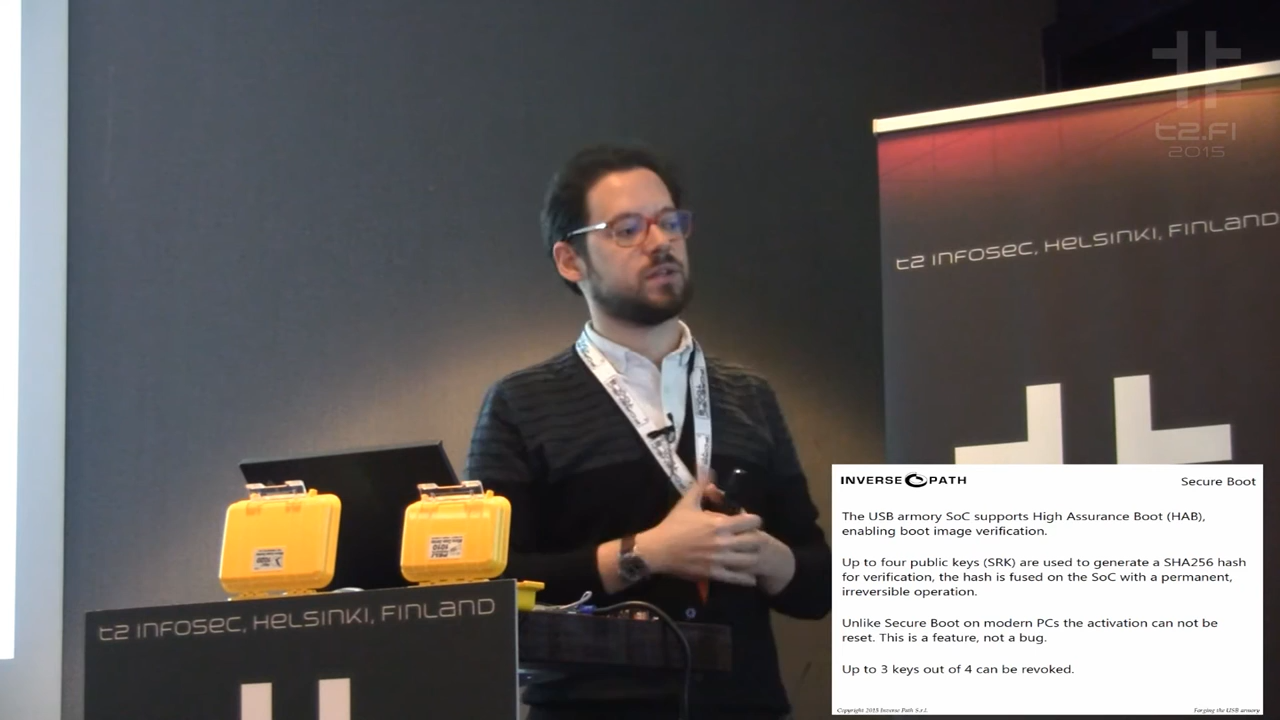 t2.FI
2015
t2 INFOSEC, HELSINKI, FINLAND
t2 INFOSEC, HELSINKI, FINLAND
INVERSE PATH
Secure Boot
The USB armory SoC supports High Assurance Boot (HAB),
enabling boot image verification.
Up to four public keys (SRK) are used to generate a SHA256 hash
for verification, the hash is fused on the SoC with a permanent,
irreversible operation.
Unlike Secure Boot on modern PCs the activation can not be
reset. This is a feature, not a bug.
Up to 3 keys out of 4 can be revoked.
Copyright 2015 Inverse Path S.r.l.
Forging the USB armory